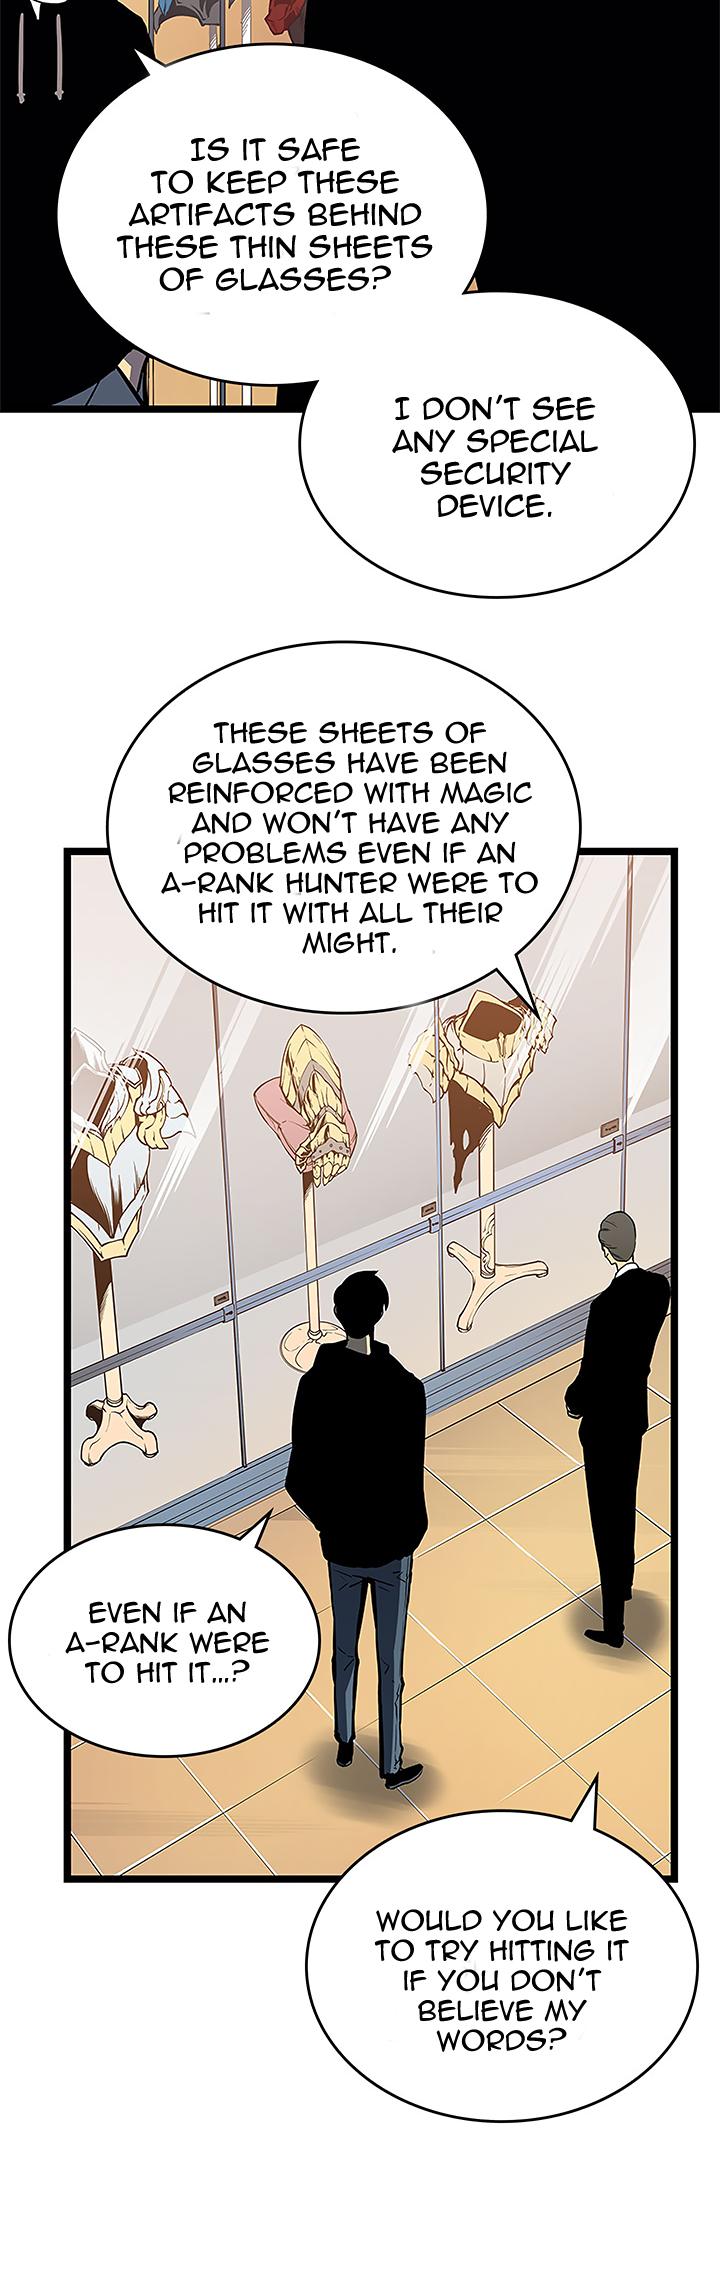 IS IT SAFE
TO KEEP THESE
ARTIFACTS BEHIND
THESE THIN SHEETS
OF GLASSES?
I DON'T SEE
ANY SPECIAL
SECURITY
DEVICE.
THESE SHEETS OF
GLASSES HAVE BEEN
REINFORCED WITH MAGIC
AND WON'T HAVE ANY
PROBLEMS EVEN IF AN
A-RANK HUNTER WERE TO
HIT IT WITH ALL THEIR
MIGHT.
EVEN IF AN
A-RANK WERE
TO HIT IT...?
WOULD YOU LIKE
TO TRY HITTING IT
IF YOU DON'T
BELIEVE MY
WORDS?